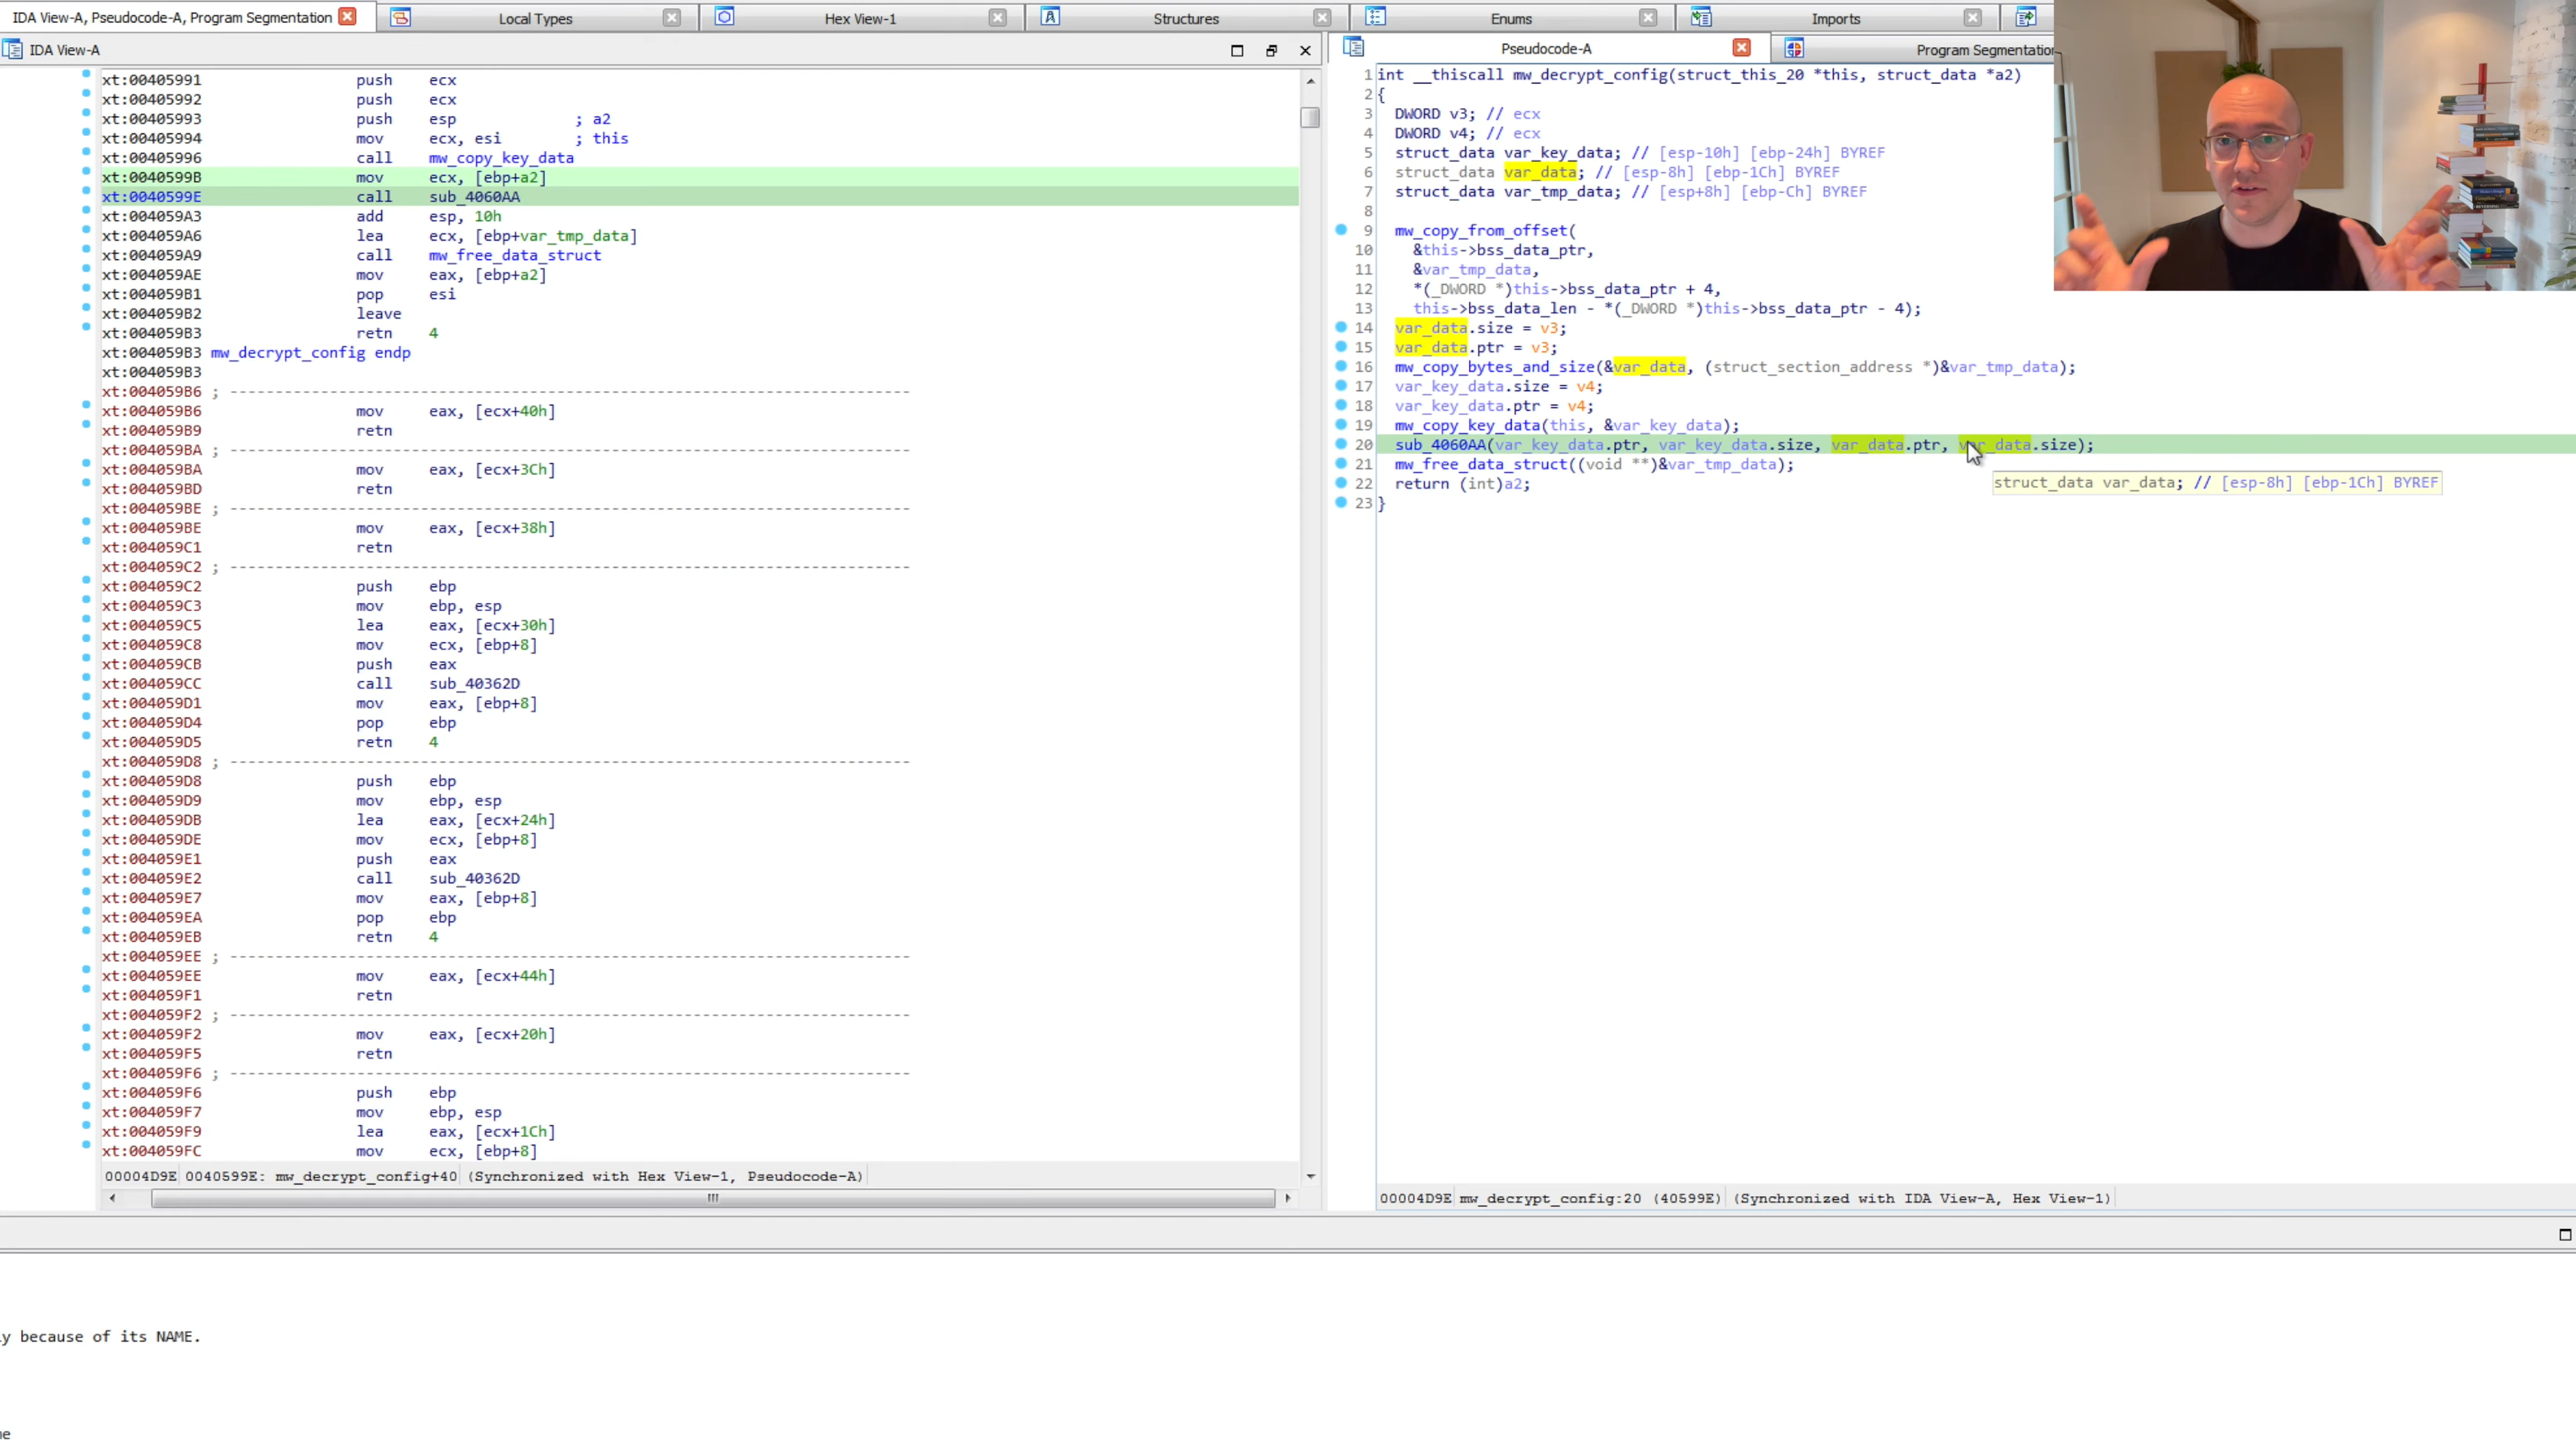 IDA View-A, Pseudocode-A, Program Segmentation
Local Types
Hex View-1
Structures
Enums
Imports
IDA View-A
xt:00405991 push ecx
xt:00405992 push ecx
xt:00405993 push esp ; a2
xt:00405994 mov ecx, esi ; this
xt:00405996 call mw_copy_key_data
xt:0040599B mov ecx, [ebp+a2]
xt:0040599E call sub_4060AA
xt:004059A3 add esp, 10h
xt:004059A6 lea ecx, [ebp+var_tmp_data]
xt:004059A9 call mw_free_data_struct
xt:004059AE mov eax, [ebp+a2]
xt:004059B1 pop esi
xt:004059B2 leave
xt:004059B3 retn 4
xt:004059B3 mw_decrypt_config endp
xt:004059B3
xt:004059B6 ; ---------------------------------------------------------------------------
xt:004059B6 mov eax, [ecx+40h]
xt:004059B9 retn
xt:004059BA ; ---------------------------------------------------------------------------
xt:004059BA mov eax, [ecx+3Ch]
xt:004059BD retn
xt:004059BE ; ---------------------------------------------------------------------------
xt:004059BE mov eax, [ecx+38h]
xt:004059C1 retn
xt:004059C2 ; ---------------------------------------------------------------------------
xt:004059C2 push ebp
xt:004059C3 mov ebp, esp
xt:004059C5 lea eax, [ecx+30h]
xt:004059C8 mov ecx, [ebp+8]
xt:004059CB push eax
xt:004059CC call sub_40362D
xt:004059D1 mov eax, [ebp+8]
xt:004059D4 pop ebp
xt:004059D5 retn 4
xt:004059D8 ; ---------------------------------------------------------------------------
xt:004059D8 push ebp
xt:004059D9 mov ebp, esp
xt:004059DB lea eax, [ecx+24h]
xt:004059DE mov ecx, [ebp+8]
xt:004059E1 push eax
xt:004059E2 call sub_40362D
xt:004059E7 mov eax, [ebp+8]
xt:004059EA pop ebp
xt:004059EB retn 4
xt:004059EE ; ---------------------------------------------------------------------------
xt:004059EE mov eax, [ecx+44h]
xt:004059F1 retn
xt:004059F2 ; ---------------------------------------------------------------------------
xt:004059F2 mov eax, [ecx+20h]
xt:004059F5 retn
xt:004059F6 ; ---------------------------------------------------------------------------
xt:004059F6 push ebp
xt:004059F7 mov ebp, esp
xt:004059F9 lea eax, [ecx+1Ch]
xt:004059FC mov ecx, [ebp+8]
00004D9E 0040599E: mw_decrypt_config+40 (Synchronized with Hex View-1, Pseudocode-A)
Pseudocode-A
Program Segmentation
1 int __thiscall mw_decrypt_config(struct_this_20 *this, struct_data *a2)
2 {
3 DWORD v3; // ecx
4 DWORD v4; // ecx
5 struct_data var_key_data; // [esp-10h] [ebp-24h] BYREF
6 struct_data var_data; // [esp-8h] [ebp-1Ch] BYREF
7 struct_data var_tmp_data; // [esp+8h] [ebp-Ch] BYREF
8
9 mw_copy_from_offset(
10 &this->bss_data_ptr,
11 &var_tmp_data,
12 *(_DWORD *)this->bss_data_ptr + 4,
13 this->bss_data_len - *(_DWORD *)this->bss_data_ptr - 4);
14 var_data.size = v3;
15 var_data.ptr = v3;
16 mw_copy_bytes_and_size(&var_data, (struct_section_address *)&var_tmp_data);
17 var_key_data.size = v4;
18 var_key_data.ptr = v4;
19 mw_copy_key_data(this, &var_key_data);
20 sub_4060AA(var_key_data.ptr, var_key_data.size, var_data.ptr, var_data.size);
21 mw_free_data_struct((void **)&var_tmp_data);
22 return (int)a2;
23 }
struct_data var_data; // [esp-8h] [ebp-1Ch] BYREF
00004D9E mw_decrypt_config:20 (40599E) (Synchronized with IDA View-A, Hex View-1)
y because of its NAME.